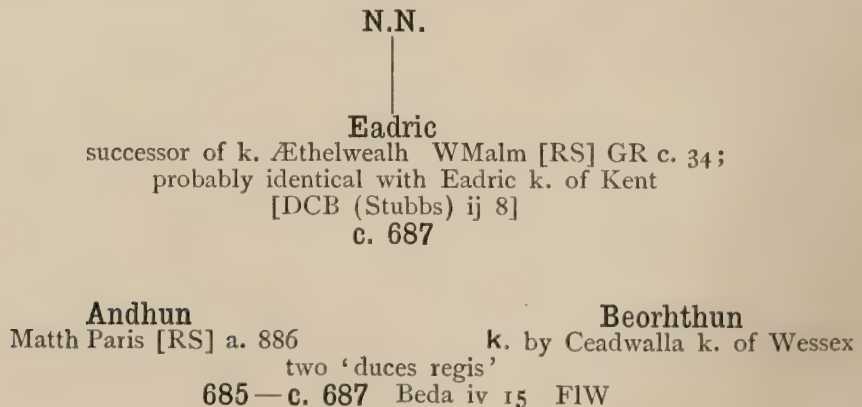 N.N.
Eadric
successor of k. Æthelwealh WMalm [RS] GR c. 34;
probably identical with Eadric k. of Kent
[DCB (Stubbs) ij 8]
c. 687
Andhun Beorhthun
Matth Paris [RS] a. 886 k. by Ceadwalla k. of Wessex
two ‘duces regis’
685—c. 687 Beda iv 15 FlW